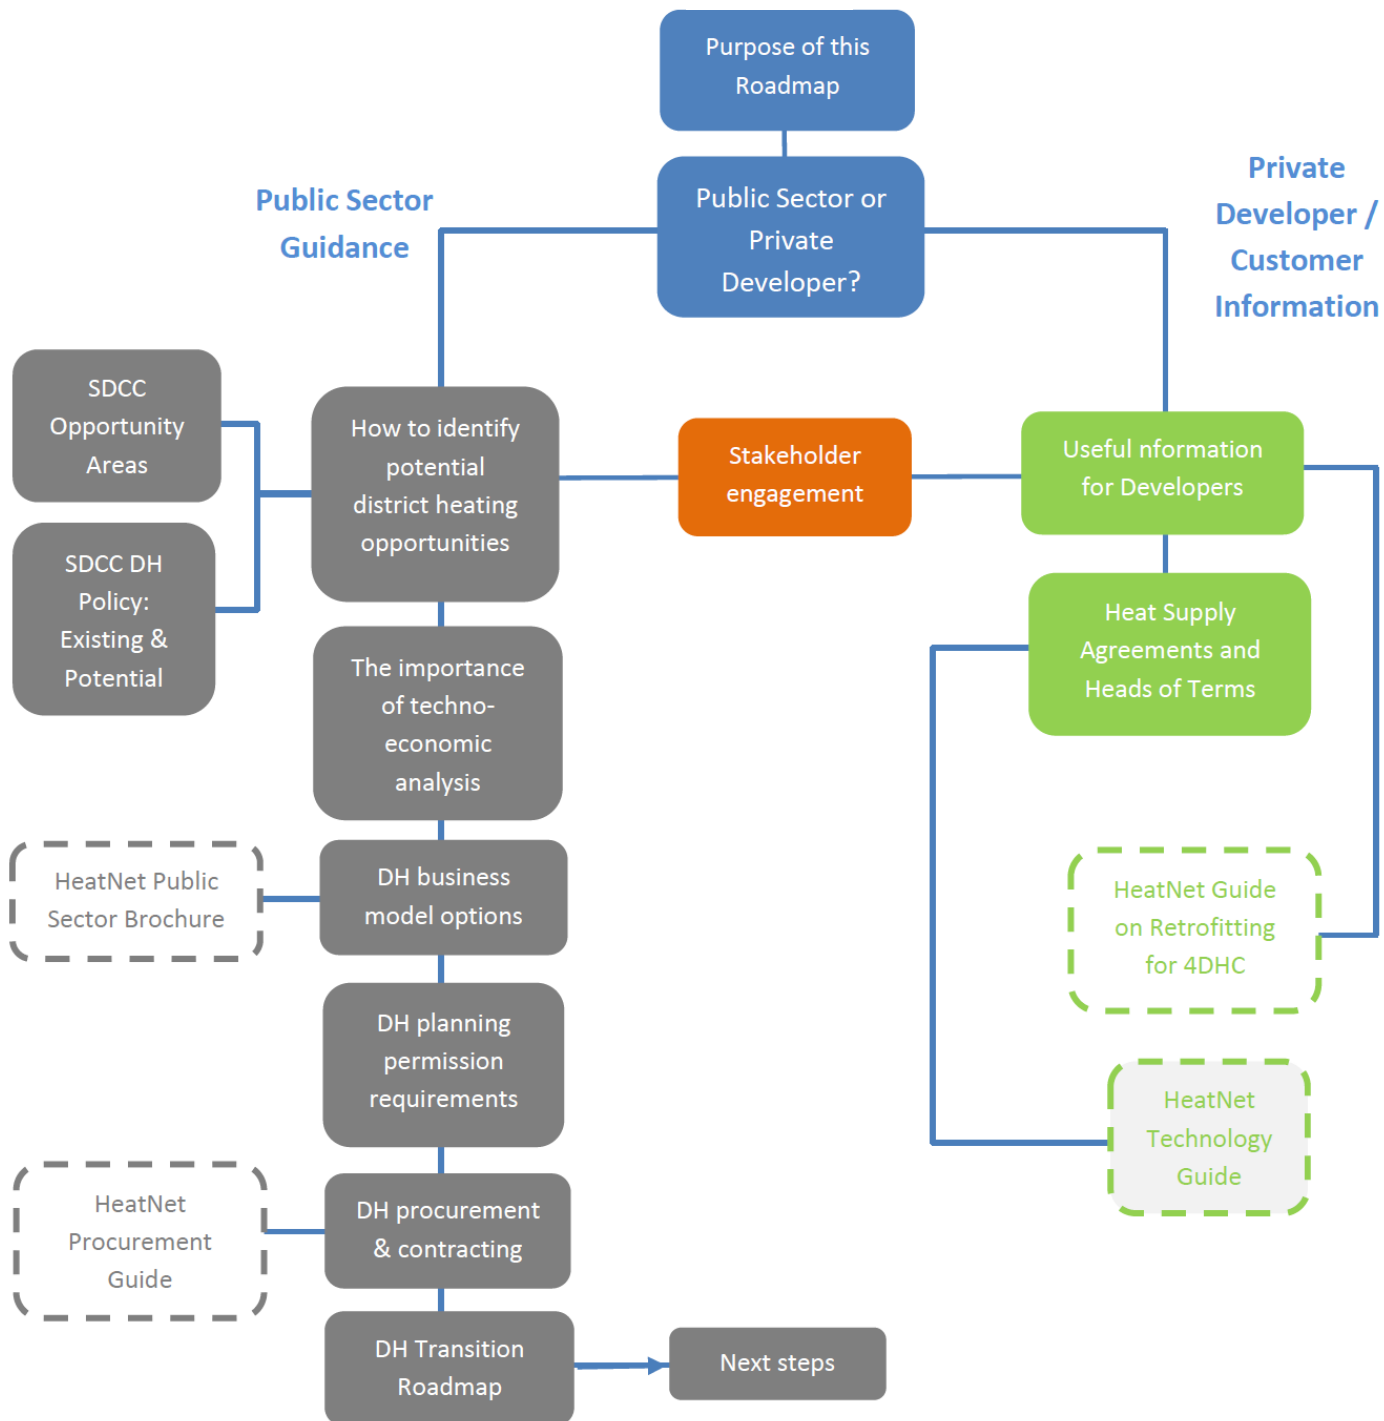 Purpose of this
Roadmap
Public Sector or
Private
Developer?
Public Sector
Guidance
Private
Developer /
Customer
Information
SDCC
Opportunity
Areas
SDCC DH
Policy:
Existing &
Potential
How to identify
potential
district heating
opportunities
Stakeholder
engagement
Useful nformation
for Developers
Heat Supply
Agreements and
Heads of Terms
The importance
of techno-
economic
analysis
HeatNet Public
Sector Brochure
DH business
model options
HeatNet Guide
on Retrofitting
for 4DHC
DH planning
permission
requirements
HeatNet
Technology
Guide
HeatNet
Procurement
Guide
DH procurement
& contracting
DH Transition
Roadmap
Next steps